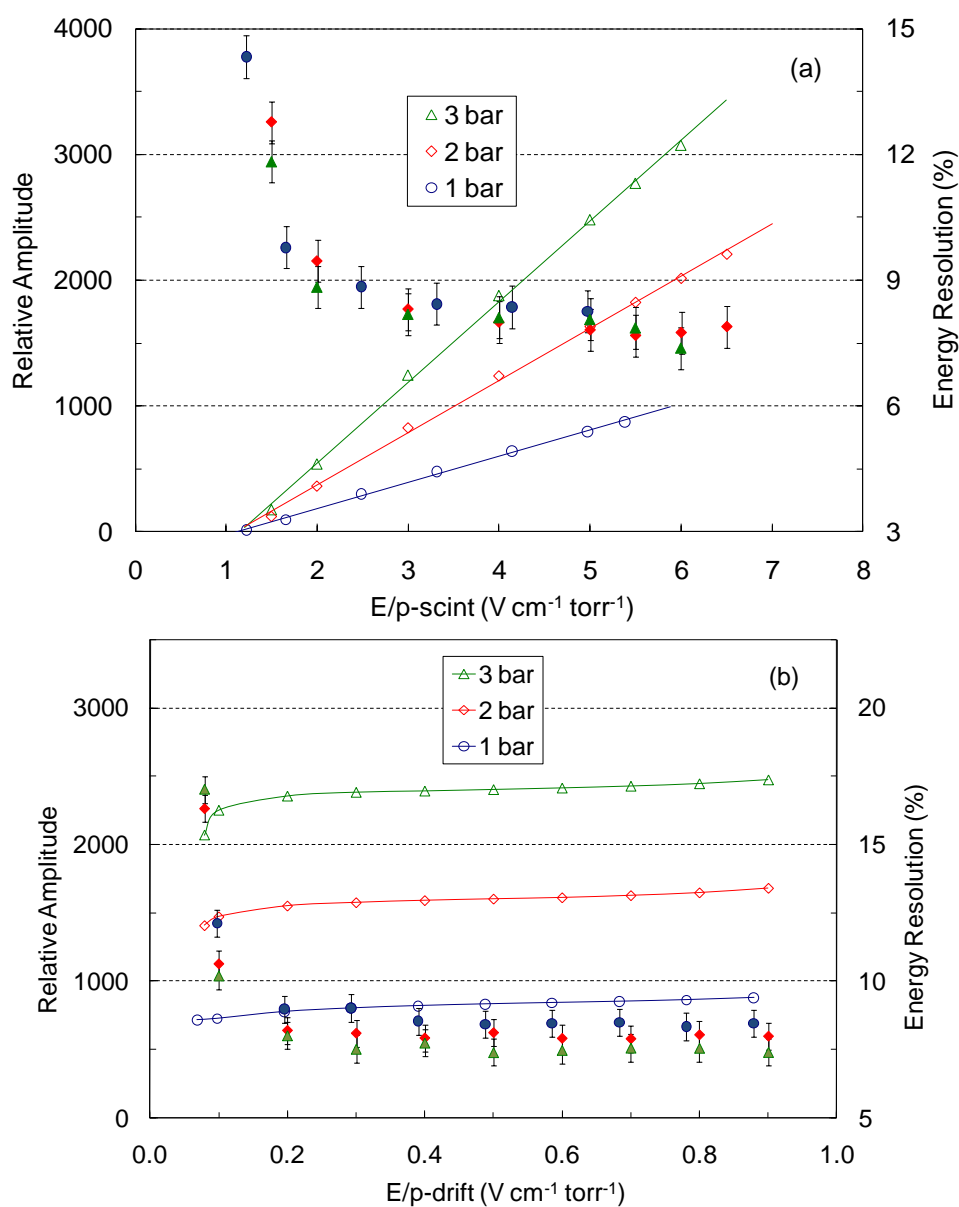 4000
15
(a)
3 bar
2 bar
1 bar
3000
12
2000
9
1000
6
0
3
0
1
2
3
4
5
6
7
8
Relative Amplitude
Energy Resolution (%)
E/p-scint (V cm⁻¹ torr⁻¹)
(b)
3 bar
2 bar
1 bar
3000
20
2000
15
1000
10
0
5
0.0
0.2
0.4
0.6
0.8
1.0
Relative Amplitude
Energy Resolution (%)
E/p-drift (V cm⁻¹ torr⁻¹)